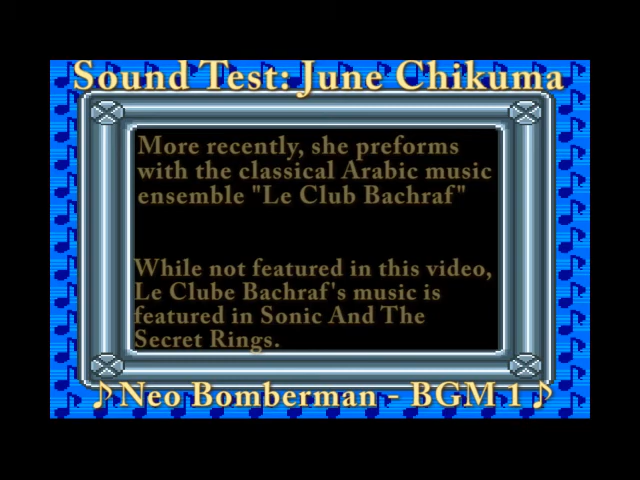 Sound Test: June Chikuma
More recently, she preforms
with the classical Arabic music
ensemble "Le Club Bachraf"
While not featured in this video,
Le Clube Bachraf's music is
featured in Sonic And The
Secret Rings.
♪Neo Bomberman - BGM 1♪